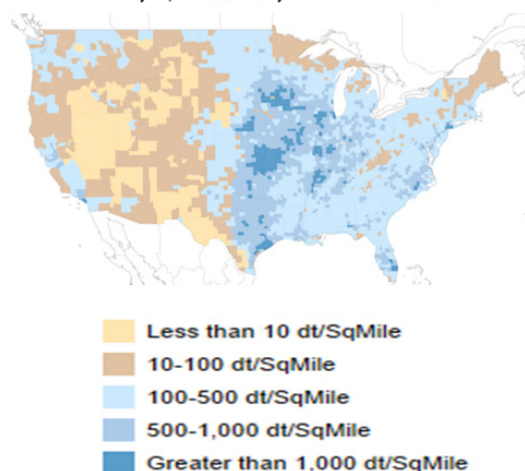 Less than 10 dt/SqMile
10-100 dt/SqMile
100-500 dt/SqMile
500-1,000 dt/SqMile
Greater than 1,000 dt/SqMile